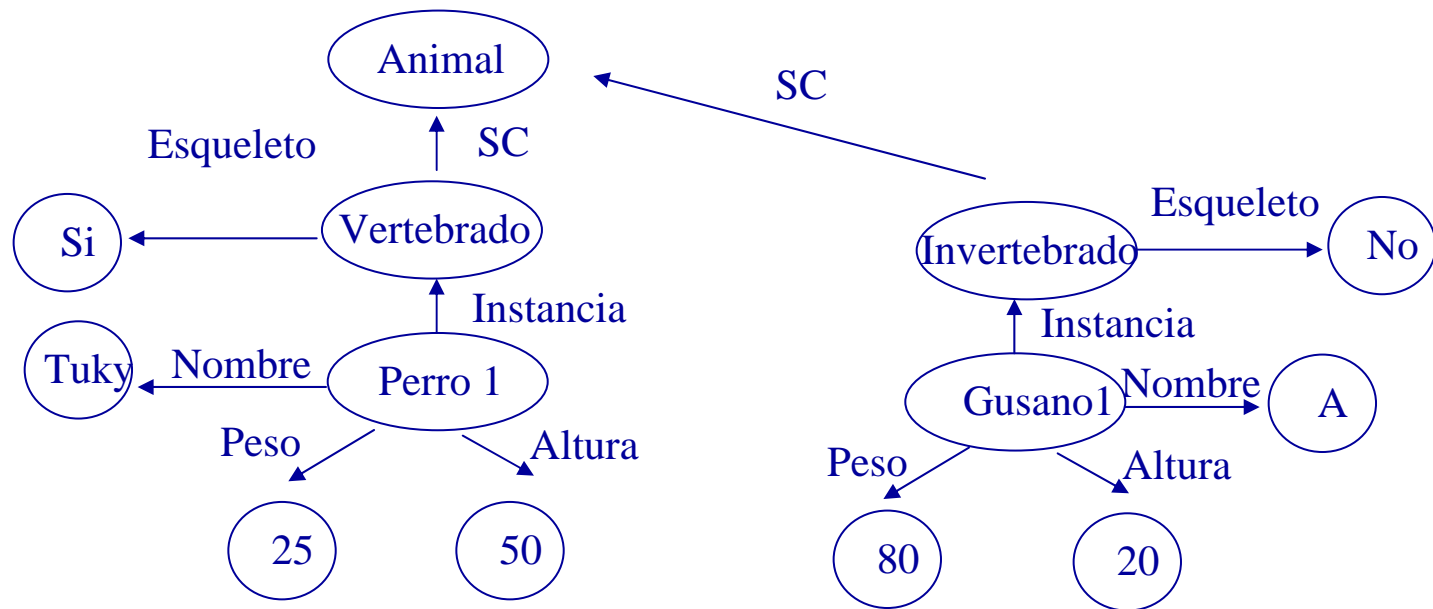 Animal
SC
Esqueleto
SC
Si
Vertebrado
Esqueleto
Invertebrado
No
Instancia
Instancia
Tuky
Nombre
Perro 1
Gusano1
Nombre
A
Peso
Altura
Peso
Altura
25
50
80
20